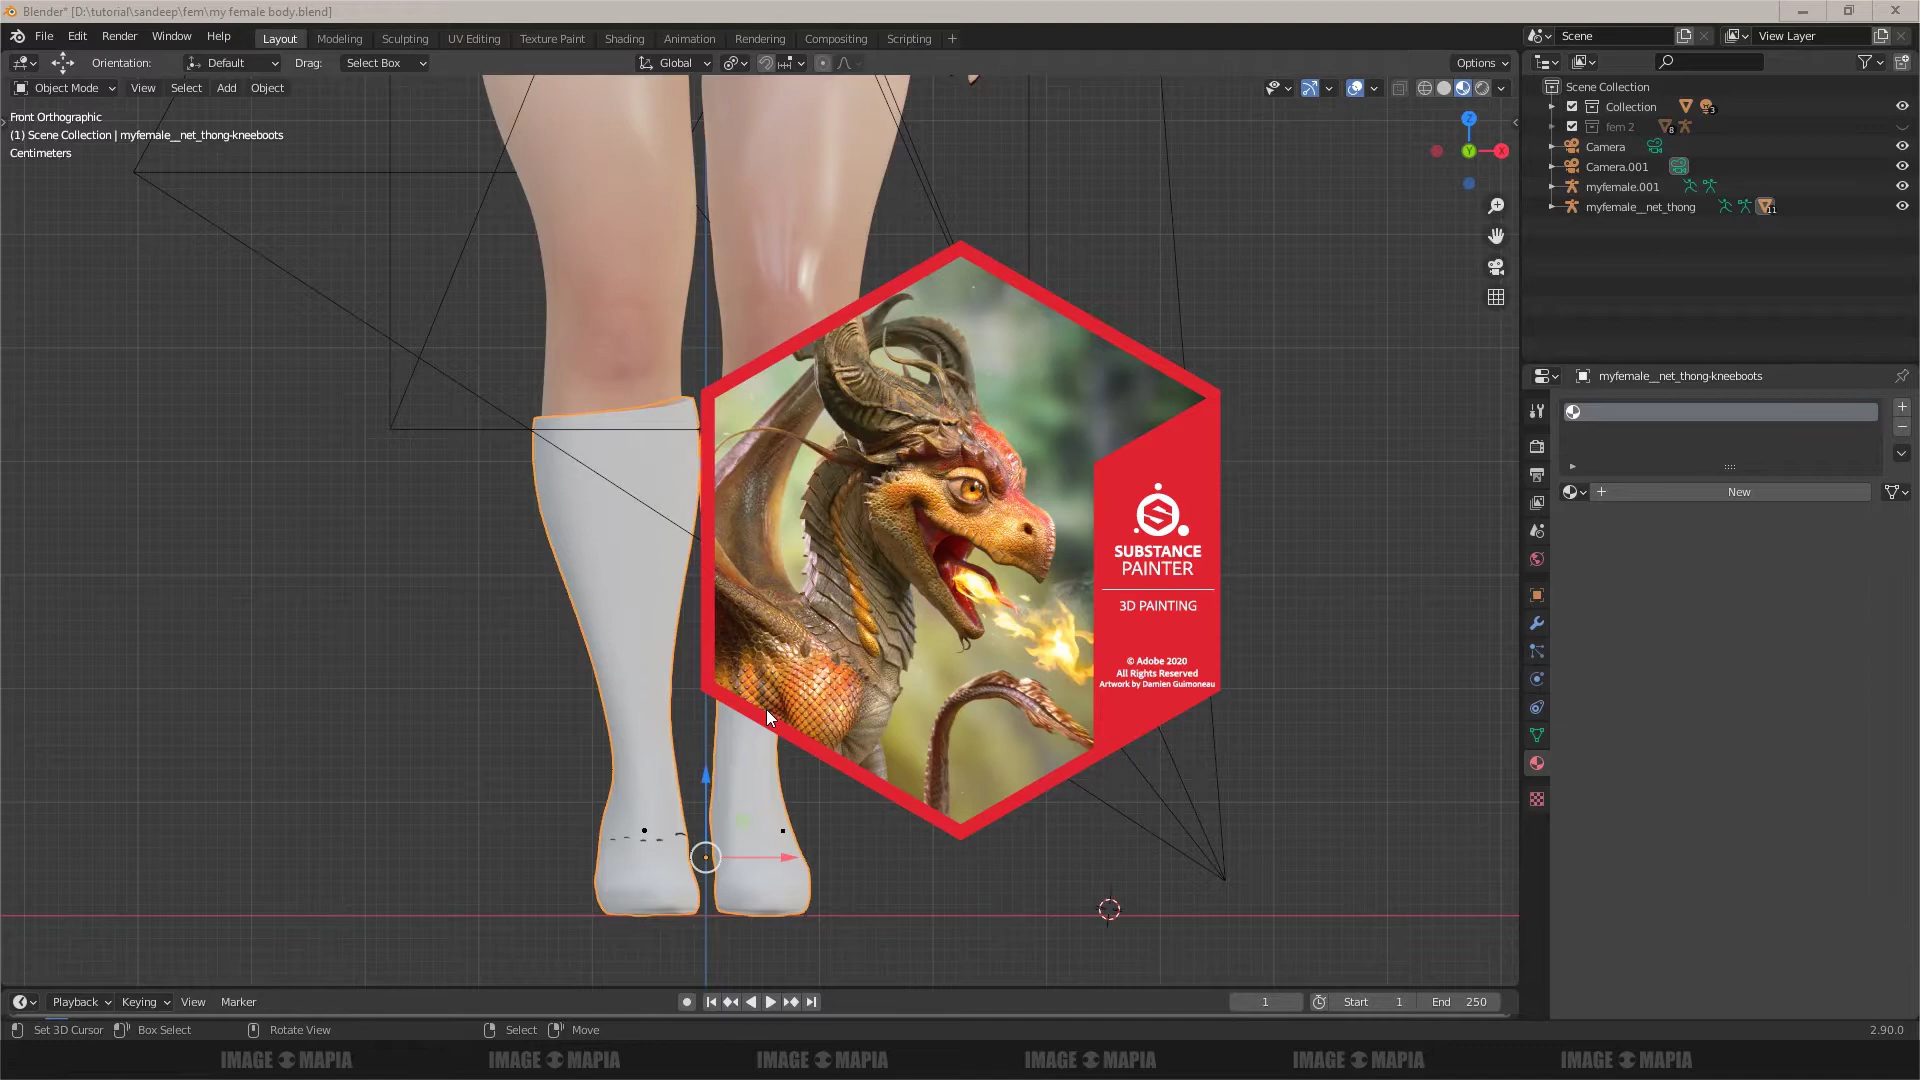 Blender* [D:\tutorial\sandeep\fem\my female body.blend]
File Edit Render Window Help Layout Modeling Sculpting UV Editing Texture Paint Shading Animation Rendering Compositing Scripting + Scene View Layer
Orientation: Default Drag: Select Box Global Options
Object Mode View Select Add Object
Front Orthographic
(1) Scene Collection | myfemale__net_thong-kneeboots
Centimeters
Z
Y
X
Scene Collection
Collection 3
fem 2 8
Camera
Camera.001
myfemale.001
myfemale__net_thong 11
myfemale__net_thong-kneeboots
New
SUBSTANCE
PAINTER
3D PAINTING
© Adobe 2020
All Rights Reserved
Artwork by Damien Guimoneau
Playback Keying View Marker 1 Start 1 End 250
Set 3D Cursor Box Select Rotate View Select Move 2.90.0
IMAGE MAPIA IMAGE MAPIA IMAGE MAPIA IMAGE MAPIA IMAGE MAPIA IMAGE MAPIA